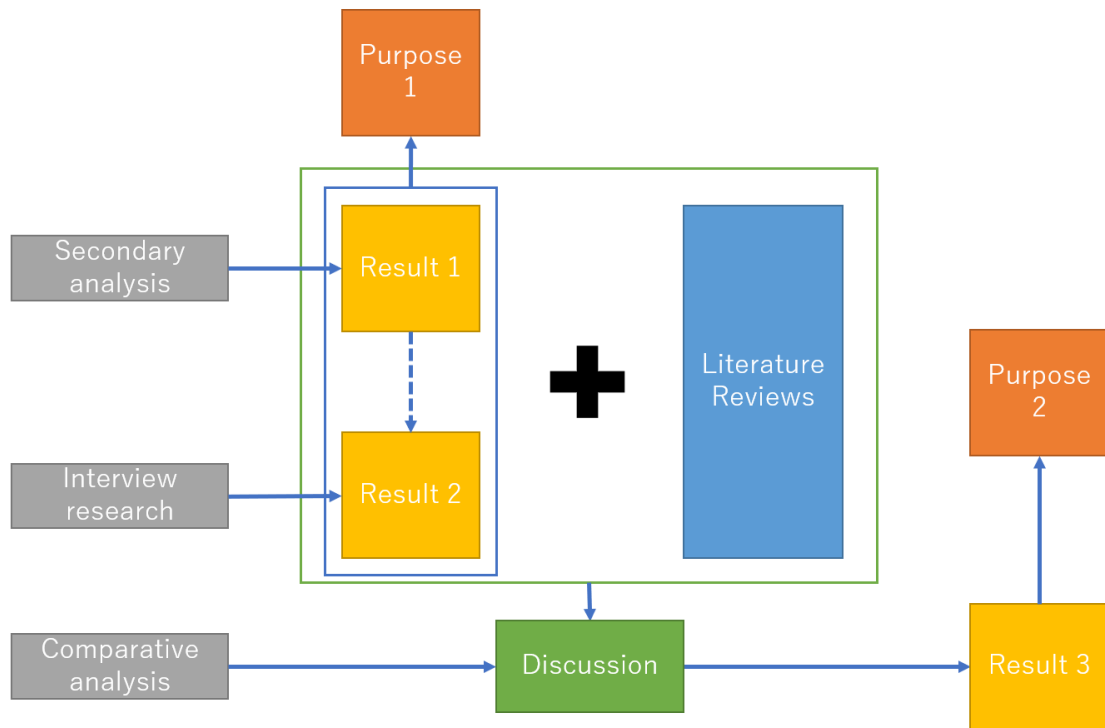 Purpose
1
Secondary
analysis
Result 1
Literature
Reviews
Purpose
2
Interview
research
Result 2
Comparative
analysis
Discussion
Result 3